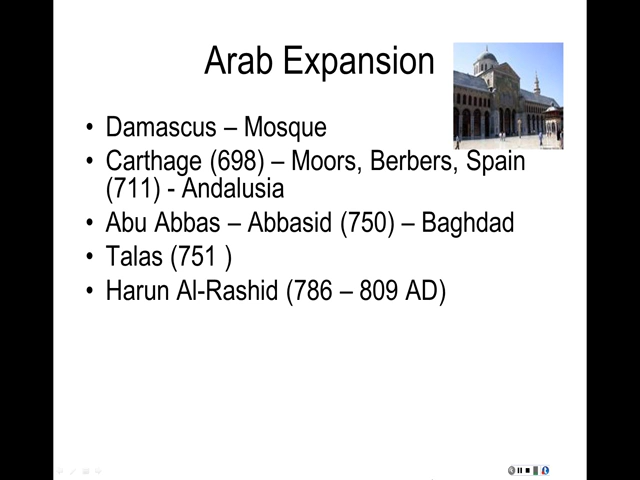 Arab Expansion
• Damascus – Mosque
• Carthage (698) – Moors, Berbers, Spain
(711) - Andalusia
• Abu Abbas – Abbasid (750) – Baghdad
• Talas (751 )
• Harun Al-Rashid (786 – 809 AD)